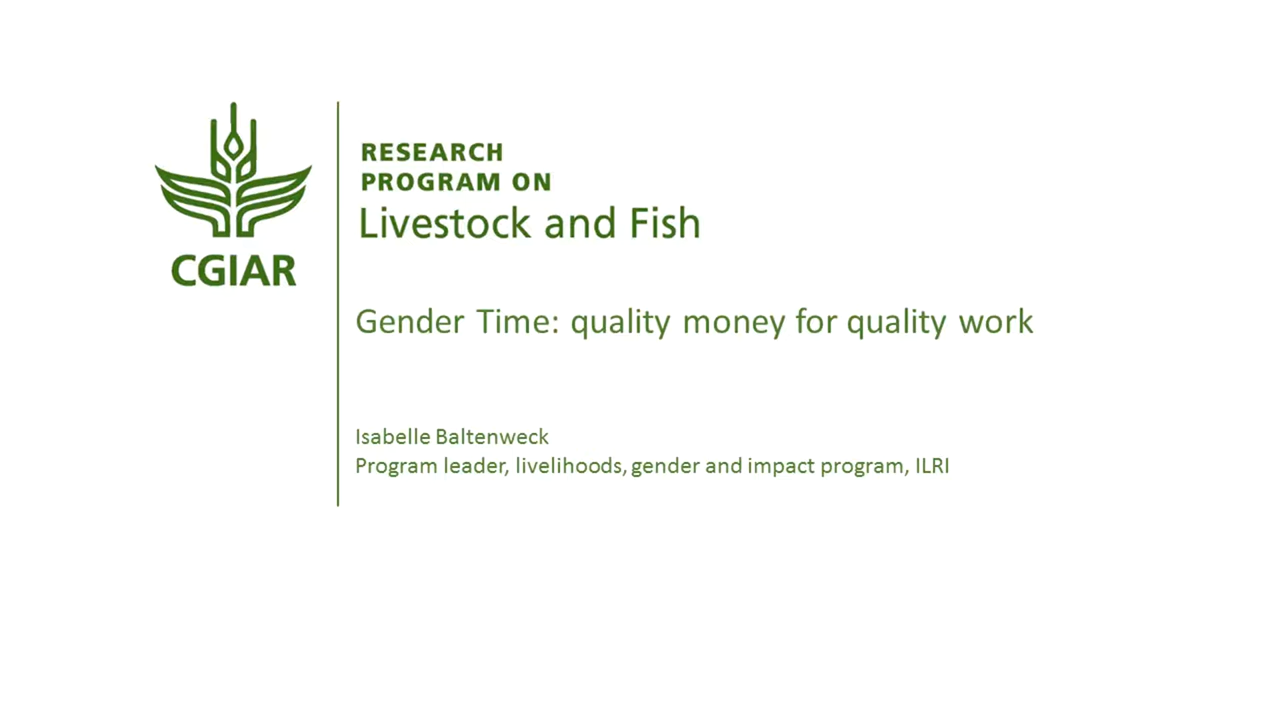 CGIAR
RESEARCH
PROGRAM ON
Livestock and Fish
Gender Time: quality money for quality work
Isabelle Baltenweck
Program leader, livelihoods, gender and impact program, ILRI